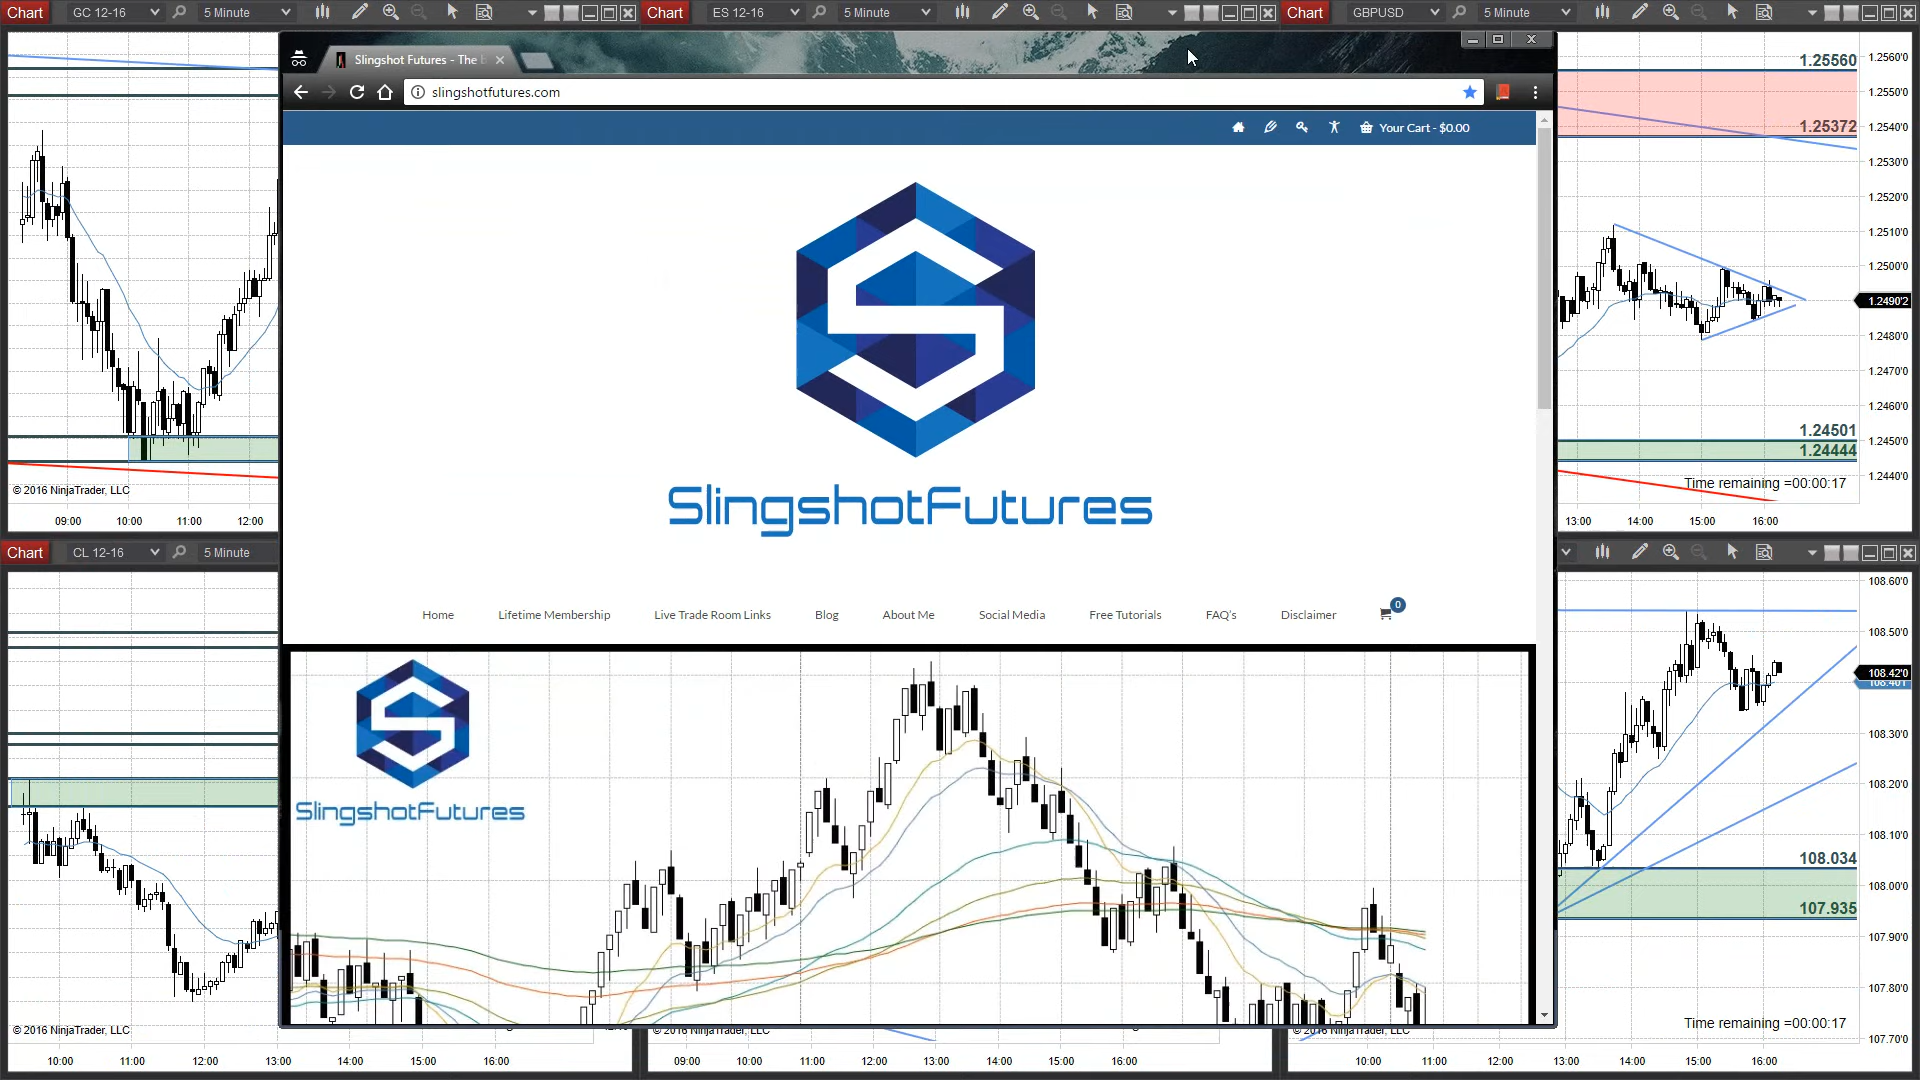 Chart GC 12-16 5 Minute
Chart ES 12-16 5 Minute
Chart GBPUSD 5 Minute
Slingshot Futures - The
slingshotfutures.com
Your Cart - $0.00
SlingshotFutures
Home Lifetime Membership Live Trade Room Links Blog About Me Social Media Free Tutorials FAQ's Disclaimer 0
SlingshotFutures
© 2016 NinjaTrader, LLC
09:00 10:00 11:00 12:00
1.25560
1.25372
1.24501
1.24444
1.2560'0
1.2550'0
1.2540'0
1.2530'0
1.2520'0
1.2510'0
1.2500'0
1.2490'2
1.2480'0
1.2470'0
1.2460'0
1.2450'0
1.2440'0
Time remaining =00:00:17
13:00 14:00 15:00 16:00
Chart CL 12-16 5 Minute
© 2016 NinjaTrader, LLC
10:00 11:00 12:00 13:00 14:00 15:00 16:00
© 2016 NinjaTrader, LLC
09:00 10:00 11:00 12:00 13:00 14:00 15:00 16:00
108.60'0
108.50'0
108.42'0
108.30'0
108.20'0
108.10'0
108.034
108.00'0
107.935
107.90'0
107.80'0
107.70'0
Time remaining =00:00:17
© 2016 NinjaTrader, LLC
10:00 11:00 12:00 13:00 14:00 15:00 16:00